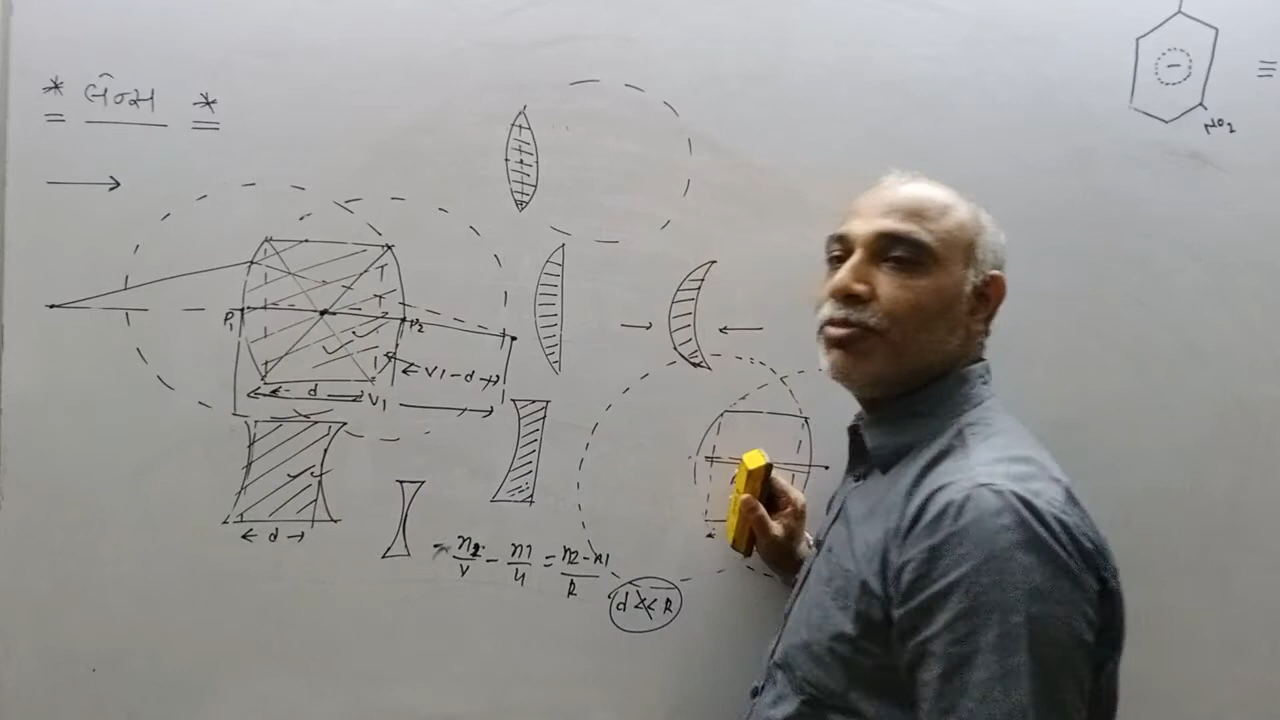 * લેન્સ *
P₁
P₂
d
V1
V1-d
d
n2/v - n1/u = n2-n1/R
d << R
-
NO2
≡